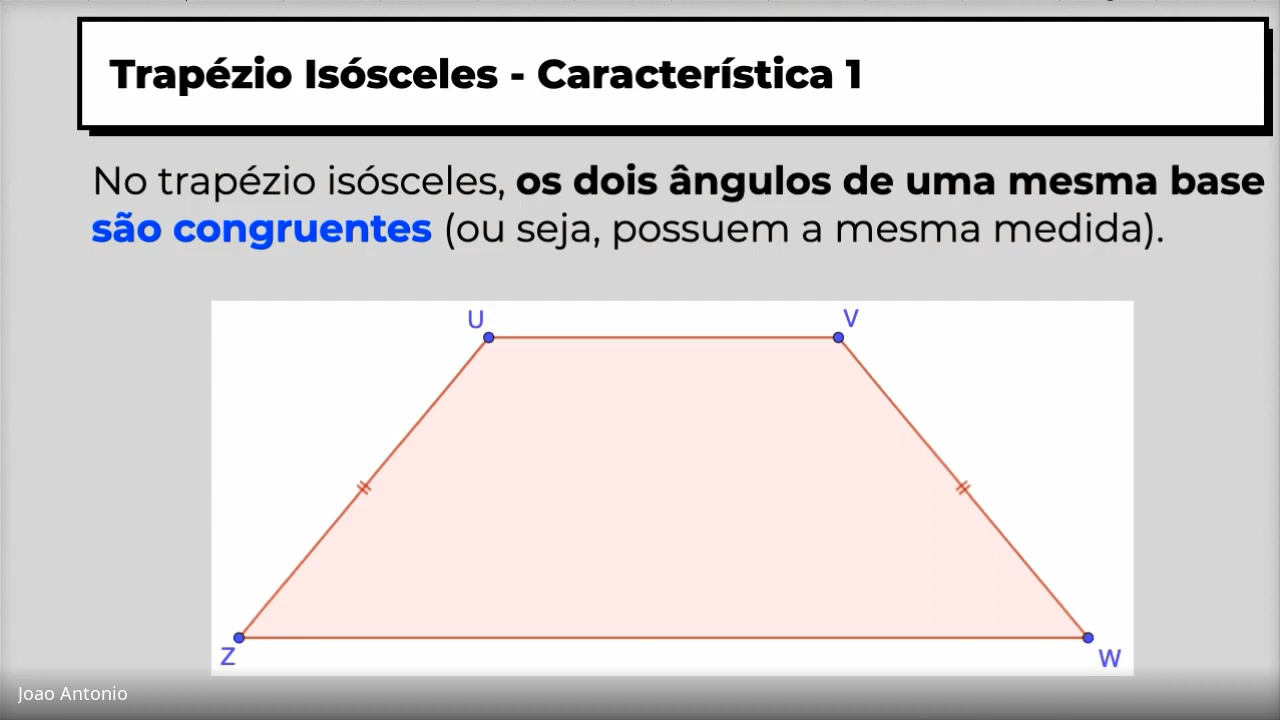 Trapézio Isósceles - Característica 1
No trapézio isósceles, os dois ângulos de uma mesma base
são congruentes (ou seja, possuem a mesma medida).
U V
Z W
Joao Antonio